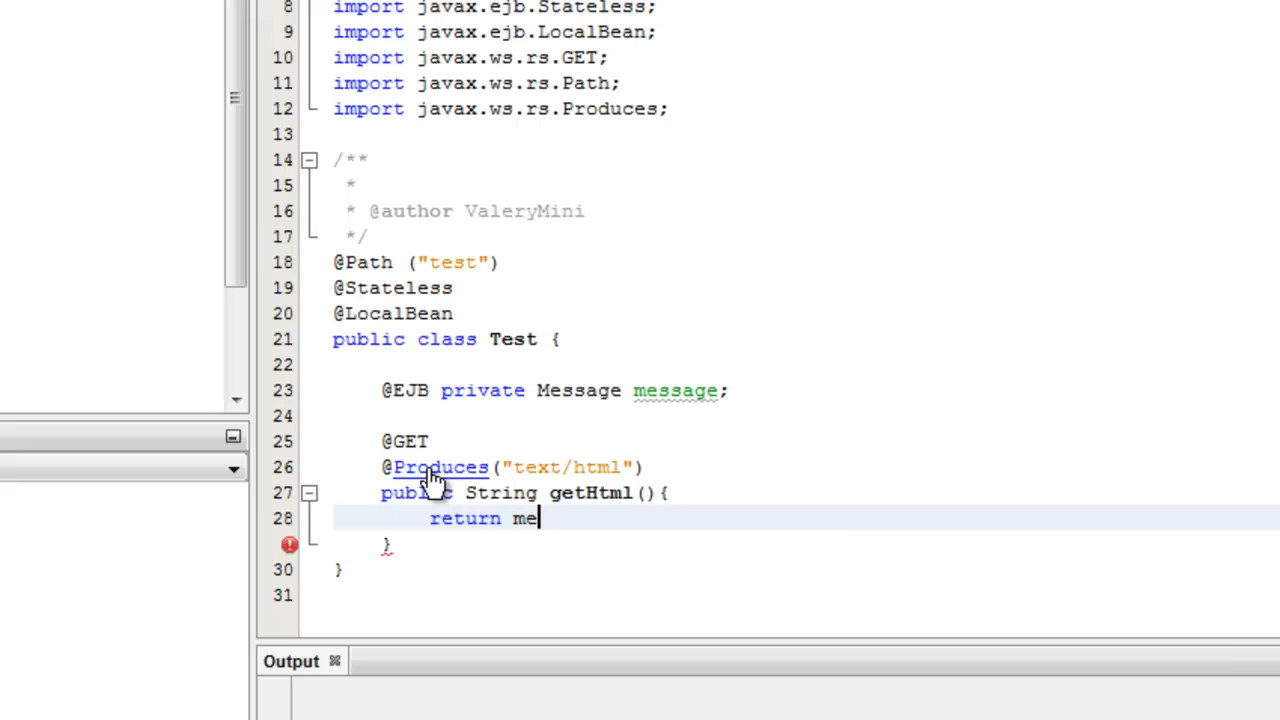 8 import javax.ejb.Stateless;
9 import javax.ejb.LocalBean;
10 import javax.ws.rs.GET;
11 import javax.ws.rs.Path;
12 import javax.ws.rs.Produces;
13
14 /**
15 *
16 * @author ValeryMini
17 */
18 @Path ("test")
19 @Stateless
20 @LocalBean
21 public class Test {
22
23 @EJB private Message message;
24
25 @GET
26 @Produces("text/html")
27 public String getHtml(){
28 return me
}
30 }
31
Output